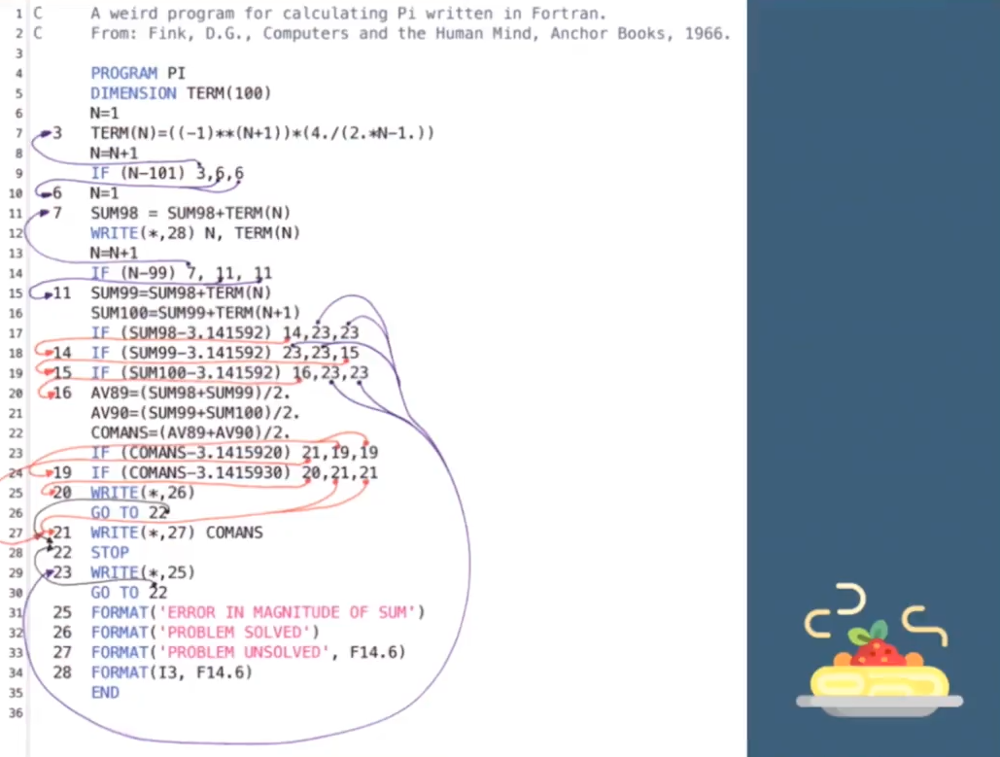 1 C A weird program for calculating Pi written in Fortran.
2 C From: Fink, D.G., Computers and the Human Mind, Anchor Books, 1966.
3
4 PROGRAM PI
5 DIMENSION TERM(100)
6 N=1
7 3 TERM(N)=((-1)**(N+1))*(4./(2.*N-1.))
8 N=N+1
9 IF (N-101) 3,6,6
10 6 N=1
11 7 SUM98 = SUM98+TERM(N)
12 WRITE(*,28) N, TERM(N)
13 N=N+1
14 IF (N-99) 7, 11, 11
15 11 SUM99=SUM98+TERM(N)
16 SUM100=SUM99+TERM(N+1)
17 IF (SUM98-3.141592) 14,23,23
18 14 IF (SUM99-3.141592) 23,23,15
19 15 IF (SUM100-3.141592) 16,23,23
20 16 AV89=(SUM98+SUM99)/2.
21 AV90=(SUM99+SUM100)/2.
22 COMANS=(AV89+AV90)/2.
23 IF (COMANS-3.1415920) 21,19,19
24 19 IF (COMANS-3.1415930) 20,21,21
25 20 WRITE(*,26)
26 GO TO 22
27 21 WRITE(*,27) COMANS
28 22 STOP
29 23 WRITE(*,25)
30 GO TO 22
31 25 FORMAT('ERROR IN MAGNITUDE OF SUM')
32 26 FORMAT('PROBLEM SOLVED')
33 27 FORMAT('PROBLEM UNSOLVED', F14.6)
34 28 FORMAT(I3, F14.6)
35 END
36